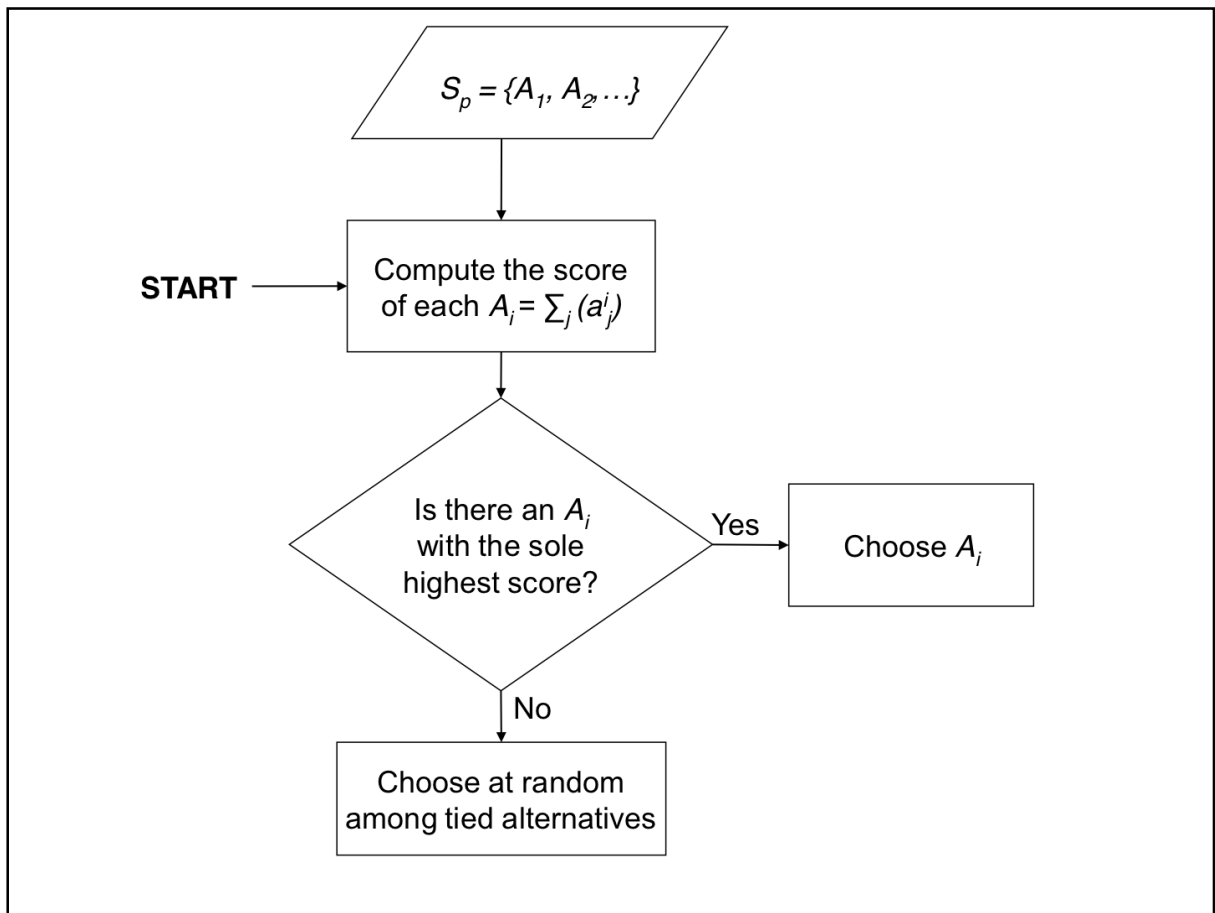 S_p = {A_1, A_2,…}
START
Compute the score
of each A_i = ∑_j (a^i_j)
Is there an A_i
with the sole
highest score?
Yes
Choose A_i
No
Choose at random
among tied alternatives